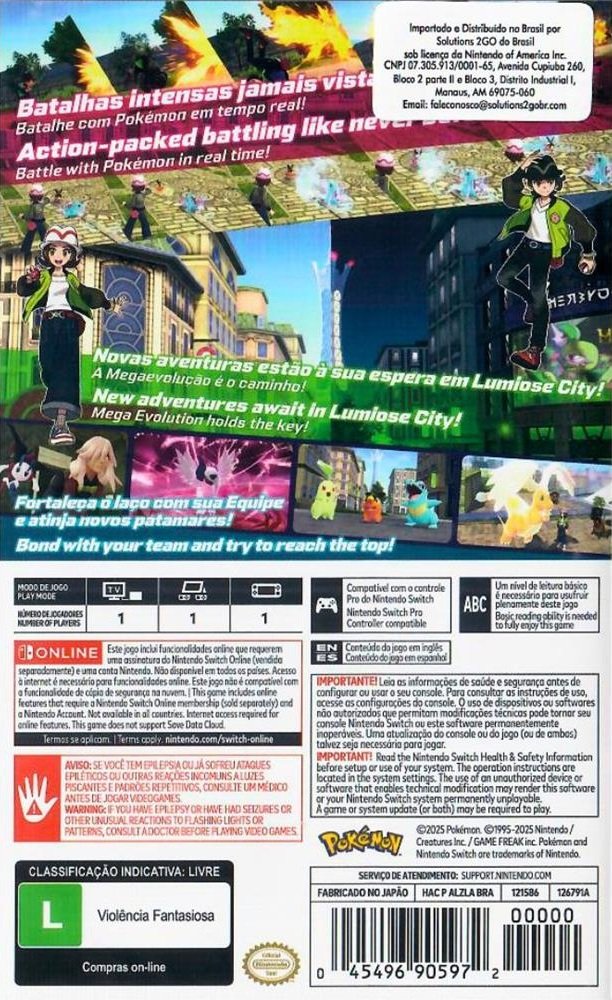 Importado e Distribuído no Brasil por
Solutions 2GO do Brasil
sob licença da Nintendo of America Inc.
CNPJ 07.305.913/0001-65, Avenida Cupiuba 260,
Bloco 2 parte II e Bloco 3, Distrito Industrial I,
Manaus, AM 69075-060
Email: faleconosco@solutions2gobr.com
Batalhas intensas jamais vista
Batalhe com Pokémon em tempo real!
Action-packed battling like never
Battle with Pokémon in real time!
Novas aventuras estão à sua espera em Lumiose City!
A Megaevolução é o caminho!
New adventures await in Lumiose City!
Mega Evolution holds the key!
Fortaleça o laço com sua Equipe
e atinja novos patamares!
Bond with your team and try to reach the top!
MODO DE JOGO
PLAY MODE
TV
NÚMERO DE JOGADORES
NUMBER OF PLAYERS
1 1 1
Compatível com o controle
Pro do Nintendo Switch
Nintendo Switch Pro
Controller compatible
ABC
Um nível de leitura básico
é necessário para usufruir
plenamente deste jogo
Basic reading ability is needed
to fully enjoy this game
EN
ES
Conteúdo do jogo em inglês
Conteúdo do jogo em espanhol
ONLINE
Este jogo inclui funcionalidades online que requerem
uma assinatura do Nintendo Switch Online (vendida
separadamente) e uma conta Nintendo. Não disponível em todos os países. Acesso
à internet é necessário para funcionalidades online. Este jogo não é compatível com
a funcionalidade de cópia de segurança na nuvem. | This game includes online
features that require a Nintendo Switch Online membership (sold separately) and
a Nintendo Account. Not available in all countries. Internet access required for
online features. This game does not support Save Data Cloud.
Termos se aplicam. | Terms apply. nintendo.com/switch-online
IMPORTANTE! Leia as informações de saúde e segurança antes de
configurar ou usar o seu console. Para consultar as instruções de uso,
acesse as configurações do console. O uso de dispositivos ou softwares
não autorizados que permitem modificações técnicas pode tornar seu
console Nintendo Switch ou este software permanentemente
inoperáveis. Uma atualização do console ou do jogo (ou de ambos)
talvez seja necessária para jogar.
IMPORTANT! Read the Nintendo Switch Health & Safety Information
before setup or use of your system. The operation instructions are
located in the system settings. The use of an unauthorized device or
software that enables technical modification may render this software
or your Nintendo Switch system permanently unplayable.
A game or system update (or both) may be required to play.
AVISO: SE VOCÊ TEM EPILEPSIA OU JÁ SOFREU ATAQUES
EPILÉTICOS OU OUTRAS REAÇÕES INCOMUNS A LUZES
PISCANTES E PADRÕES REPETITIVOS, CONSULTE UM MÉDICO
ANTES DE JOGAR VIDEOGAMES.
WARNING: IF YOU HAVE EPILEPSY OR HAVE HAD SEIZURES OR
OTHER UNUSUAL REACTIONS TO FLASHING LIGHTS OR
PATTERNS, CONSULT A DOCTOR BEFORE PLAYING VIDEO GAMES.
POKÉMON
©2025 Pokémon. ©1995-2025 Nintendo /
Creatures Inc. / GAME FREAK inc. Pokémon and
Nintendo Switch are trademarks of Nintendo.
CLASSIFICAÇÃO INDICATIVA: LIVRE
L
Violência Fantasiosa
Compras on-line
Official
Nintendo
Seal
SERVIÇO DE ATENDIMENTO: SUPPORT.NINTENDO.COM
FABRICADO NO JAPÃO HAC P ALZLA BRA 121586 126791A
00000
0 45496 90597 2